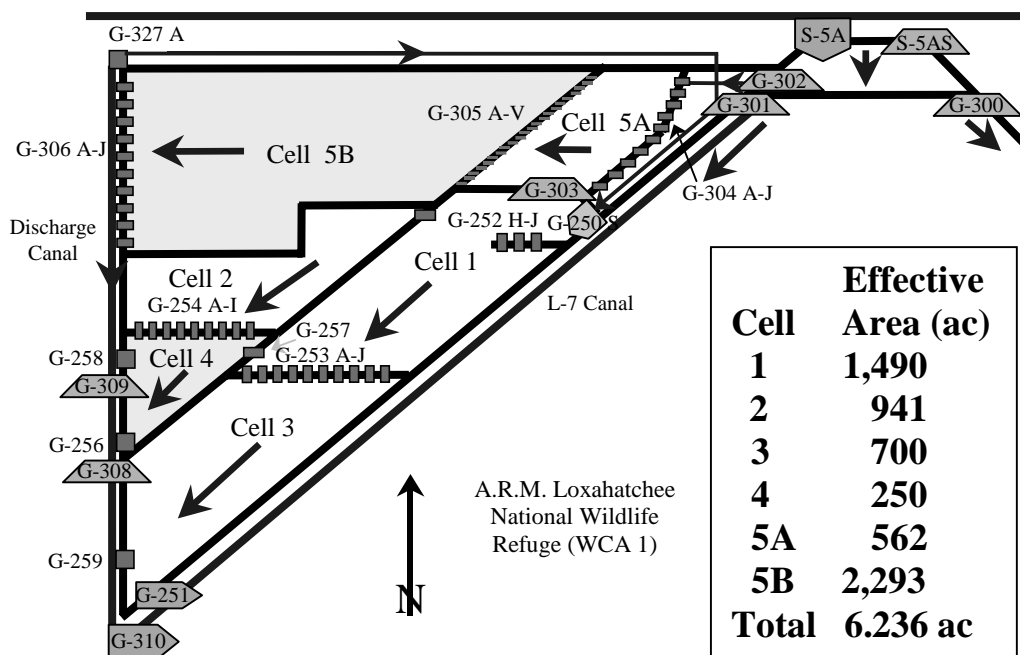 G-327 A
S-5A
S-5AS
G-302
G-301
G-300
G-305 A-V
Cell 5A
G-306 A-J
Cell 5B
G-304 A-J
G-303
G-252 H-J
G-250 S
Discharge
Canal
Cell 1
Cell 2
G-254 A-I
L-7 Canal
G-257
G-258
Cell 4
G-253 A-J
G-309
Cell 3
G-256
G-308
A.R.M. Loxahatchee
National Wildlife
Refuge (WCA 1)
G-259
G-251
N
G-310
Effective
Cell Area (ac)
1 1,490
2 941
3 700
4 250
5A 562
5B 2,293
Total 6.236 ac